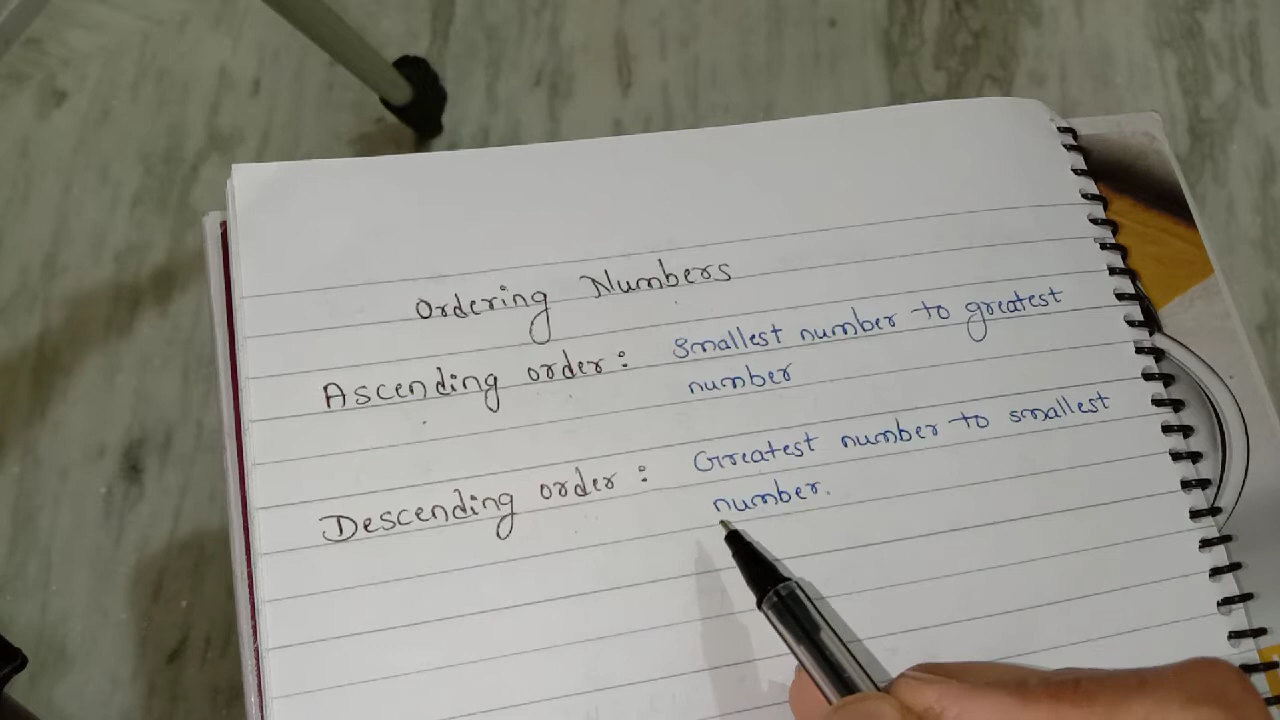 Ordering Numbers
Ascending order : Smallest number to greatest
number
Descending order : Greatest number to smallest
number.